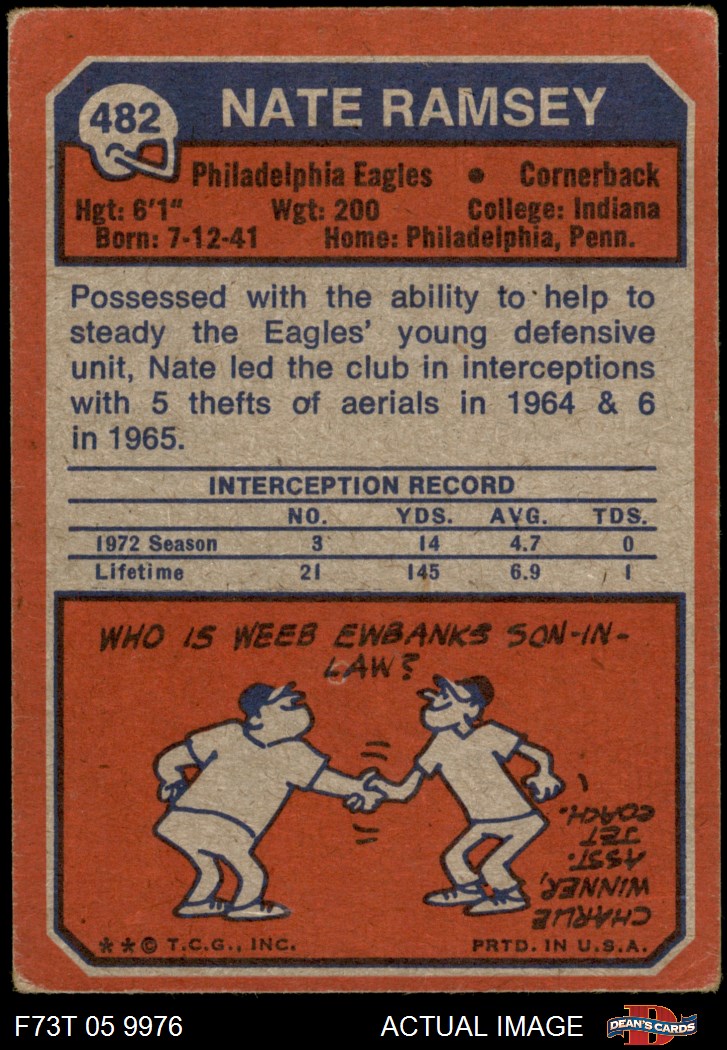 482
NATE RAMSEY
Philadelphia Eagles • Cornerback
Hgt: 6'1" Wgt: 200 College: Indiana
Born: 7-12-41 Home: Philadelphia, Penn.
Possessed with the ability to help to
steady the Eagles' young defensive
unit, Nate led the club in interceptions
with 5 thefts of aerials in 1964 & 6
in 1965.
INTERCEPTION RECORD
NO. YDS. AVG. TDS.
1972 Season 3 14 4.7 0
Lifetime 21 145 6.9 1
WHO IS WEEB EWBANKS SON-IN-
LAW?
CHARLIE
WINNER,
ASST.
JET
COACH.
**© T.C.G., INC. PRTD. IN U.S.A.
F73T 05 9976 ACTUAL IMAGE
D
DEAN'S CARDS